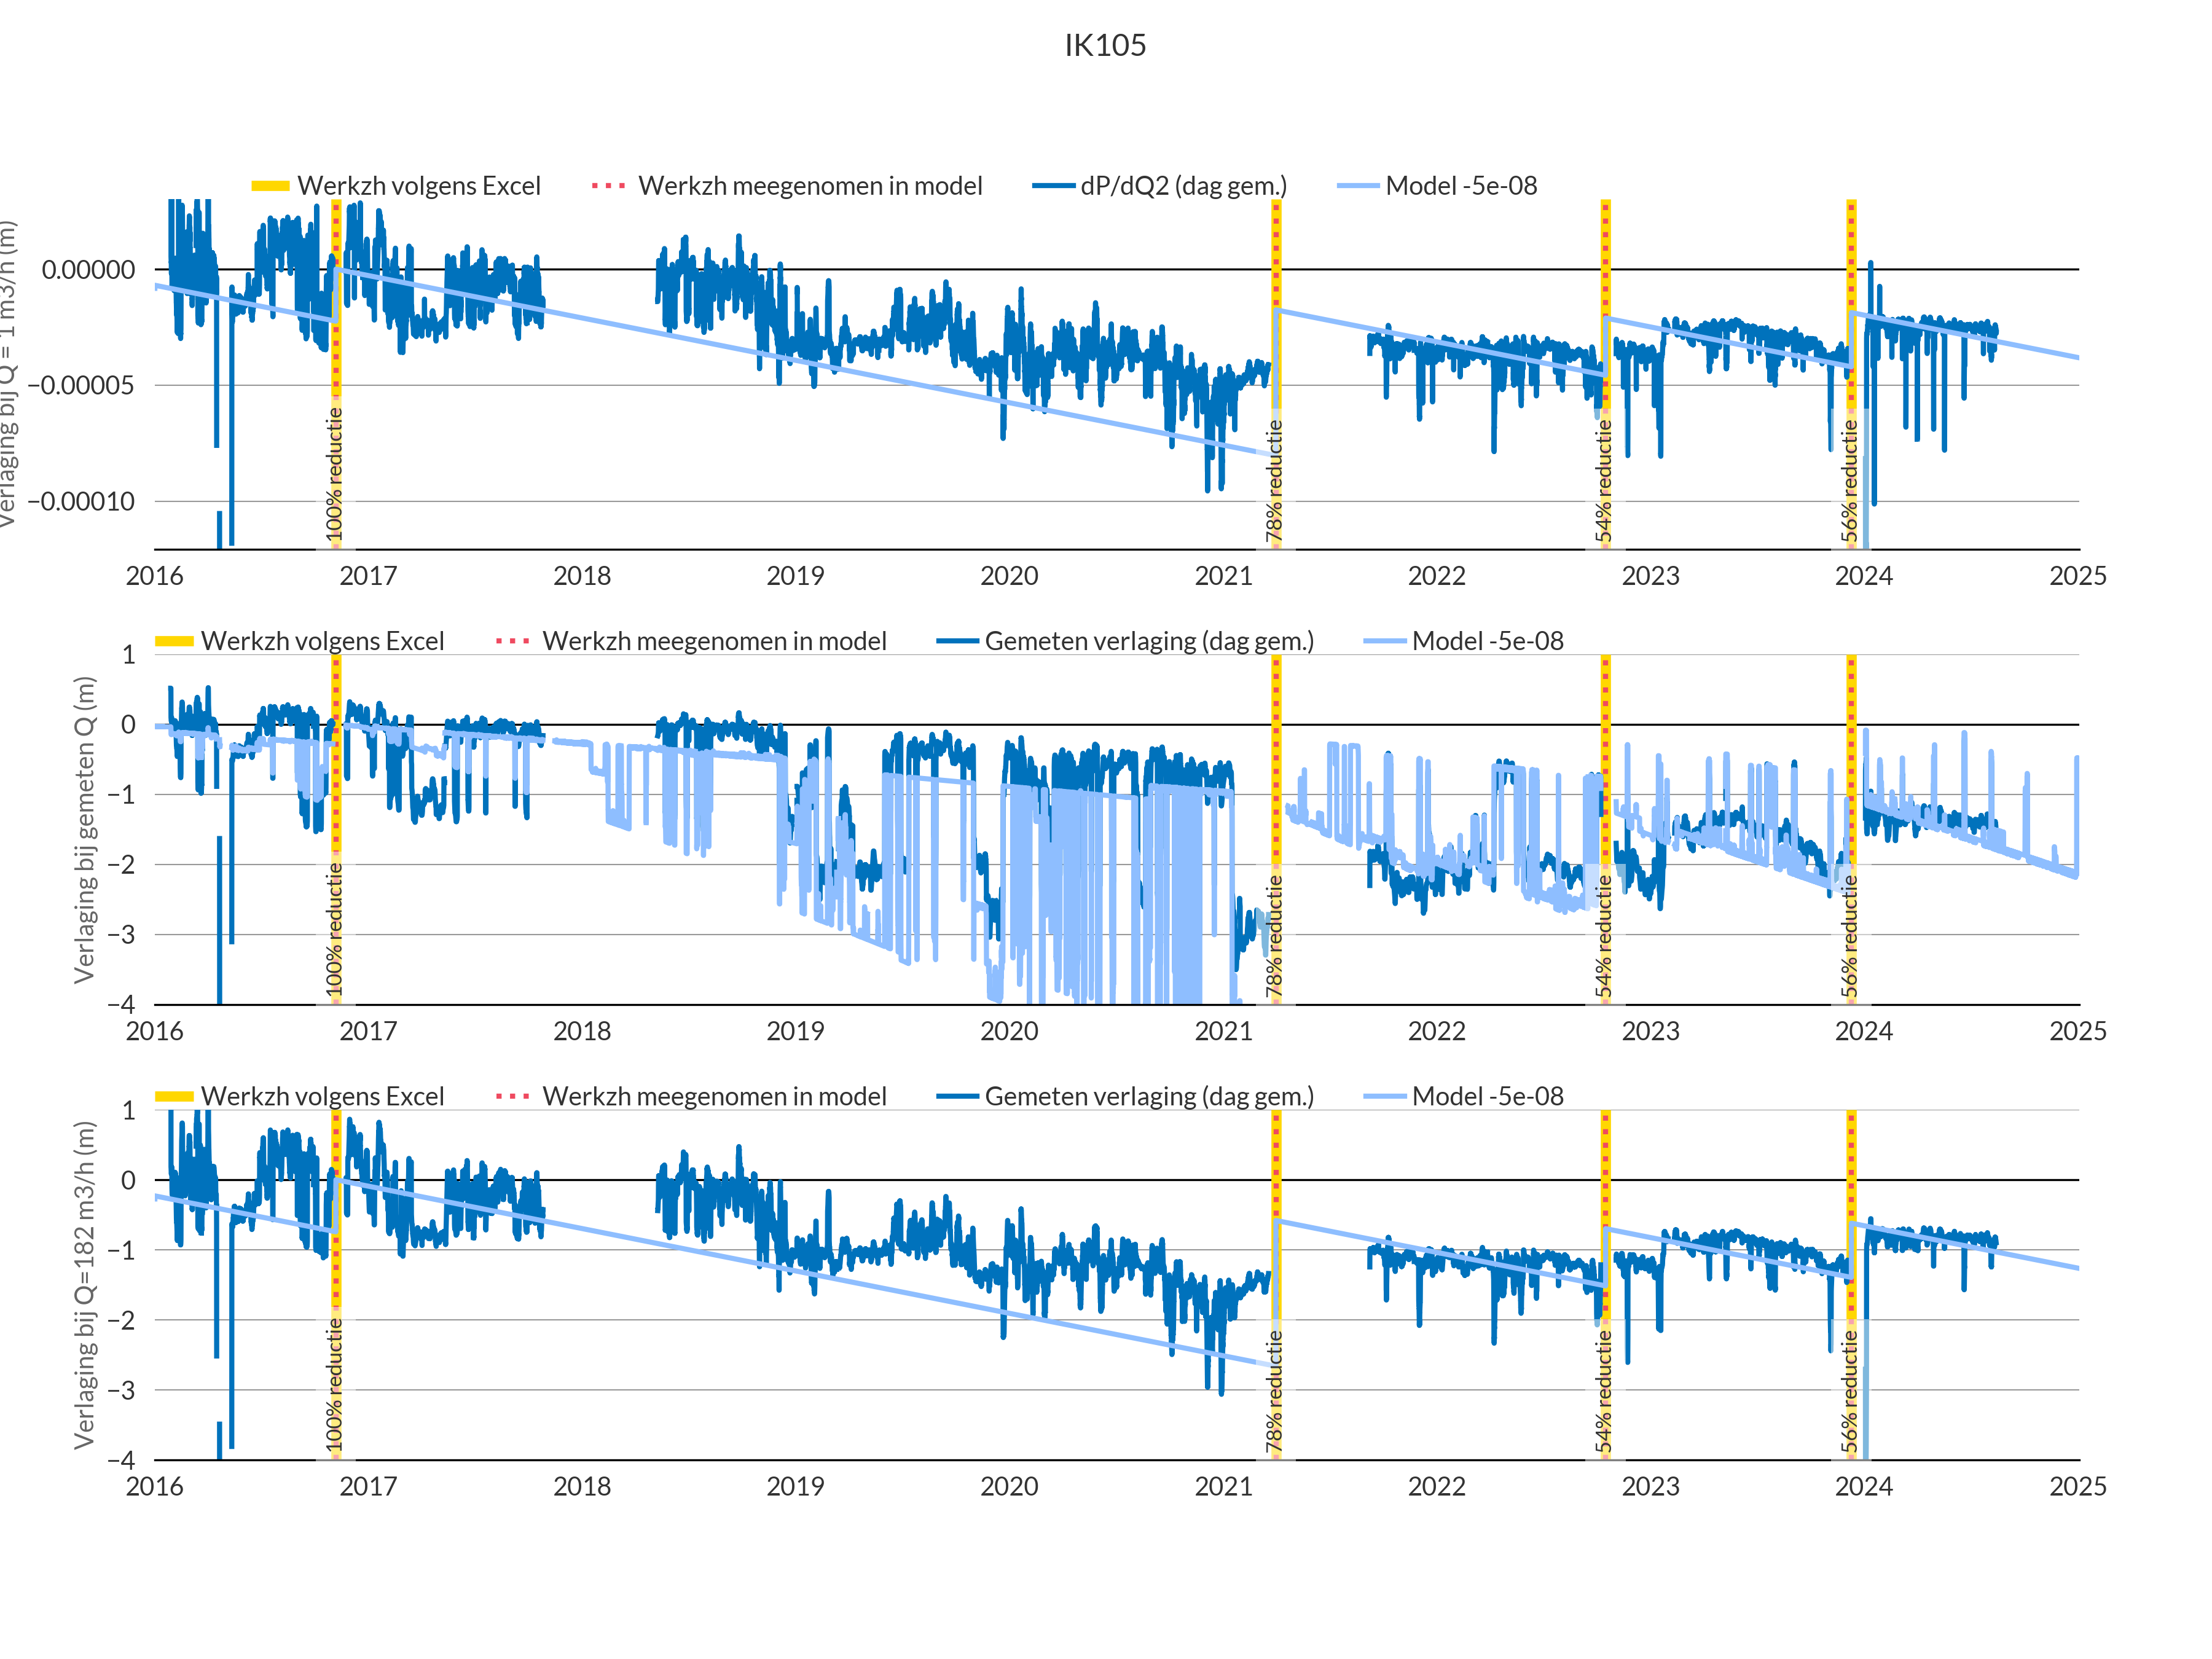 IK105
Werkzh volgens Excel Werkzh meegenomen in model dP/dQ2 (dag gem.) Model -5e-08
Verlaging bij Q = 1 m3/h (m)
0.00000
−0.00005
−0.00010
100% reductie
78% reductie
54% reductie
56% reductie
2016 2017 2018 2019 2020 2021 2022 2023 2024 2025
Werkzh volgens Excel Werkzh meegenomen in model Gemeten verlaging (dag gem.) Model -5e-08
Verlaging bij gemeten Q (m)
1
0
−1
−2
−3
−4
100% reductie
78% reductie
54% reductie
56% reductie
2016 2017 2018 2019 2020 2021 2022 2023 2024 2025
Werkzh volgens Excel Werkzh meegenomen in model Gemeten verlaging (dag gem.) Model -5e-08
Verlaging bij Q=182 m3/h (m)
1
0
−1
−2
−3
−4
100% reductie
78% reductie
54% reductie
56% reductie
2016 2017 2018 2019 2020 2021 2022 2023 2024 2025